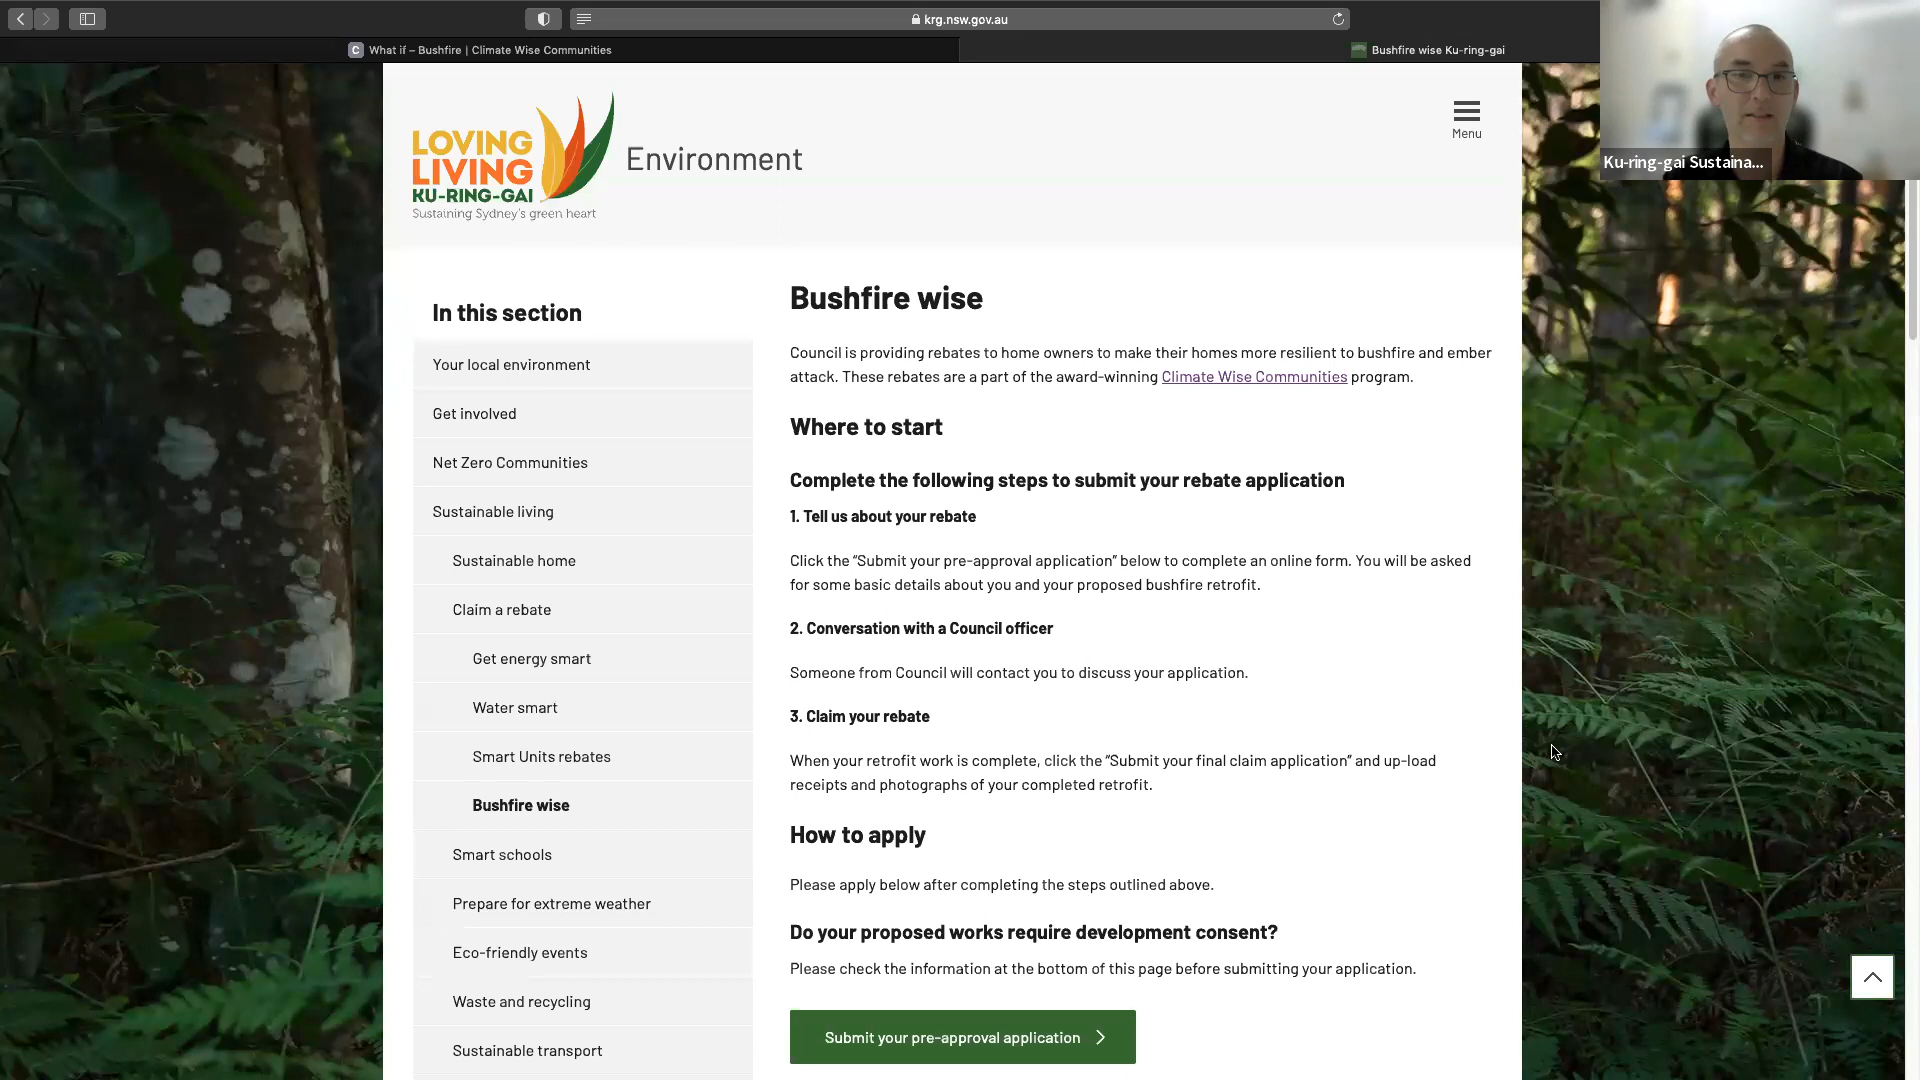 krg.nsw.gov.au
C What if – Bushfire | Climate Wise Communities
Bushfire wise Ku-ring-gai
Ku-ring-gai Sustaina...
LOVING
LIVING
KU-RING-GAI
Sustaining Sydney's green heart
Environment
Menu
In this section
Your local environment
Get involved
Net Zero Communities
Sustainable living
Sustainable home
Claim a rebate
Get energy smart
Water smart
Smart Units rebates
Bushfire wise
Smart schools
Prepare for extreme weather
Eco-friendly events
Waste and recycling
Sustainable transport
Bushfire wise
Council is providing rebates to home owners to make their homes more resilient to bushfire and ember
attack. These rebates are a part of the award-winning Climate Wise Communities program.
Where to start
Complete the following steps to submit your rebate application
1. Tell us about your rebate
Click the “Submit your pre-approval application” below to complete an online form. You will be asked
for some basic details about you and your proposed bushfire retrofit.
2. Conversation with a Council officer
Someone from Council will contact you to discuss your application.
3. Claim your rebate
When your retrofit work is complete, click the “Submit your final claim application” and up-load
receipts and photographs of your completed retrofit.
How to apply
Please apply below after completing the steps outlined above.
Do your proposed works require development consent?
Please check the information at the bottom of this page before submitting your application.
Submit your pre-approval application